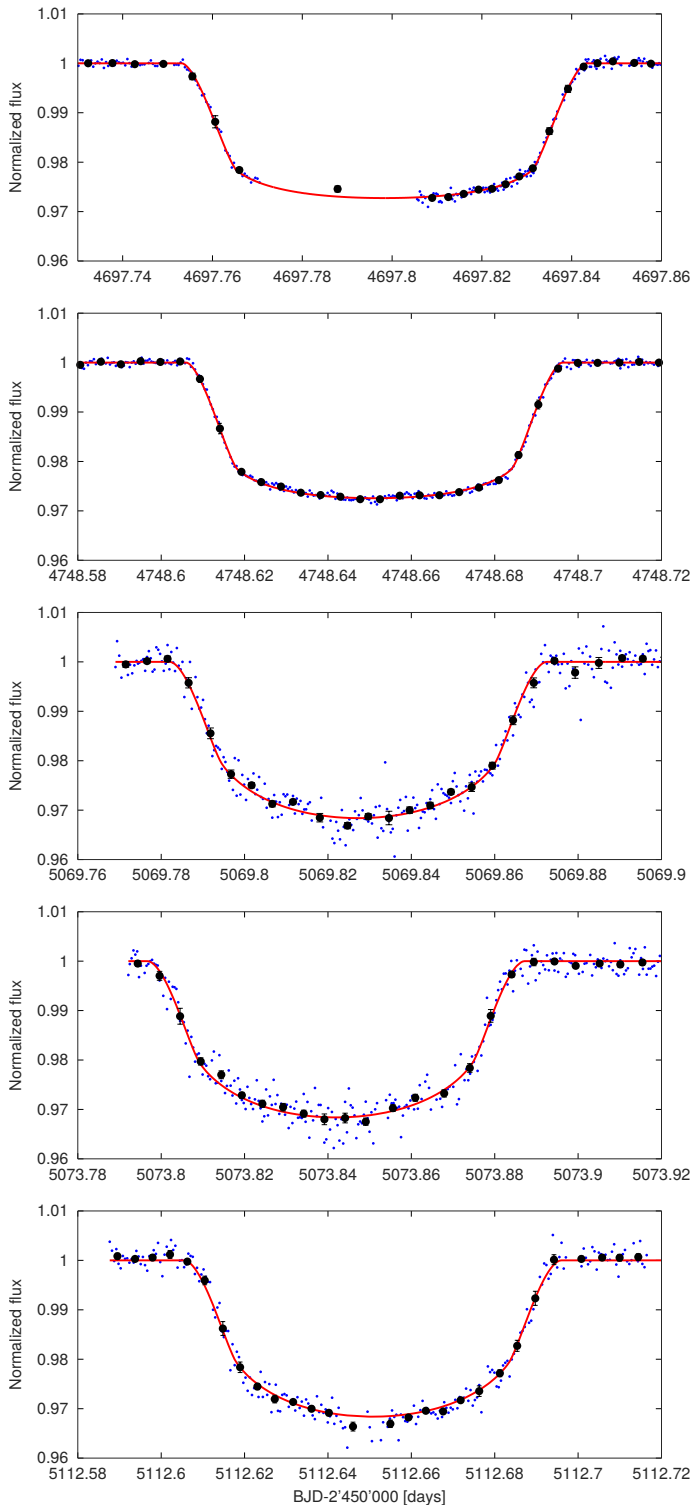 1.01
1
0.99
0.98
0.97
0.96
Normalized flux
4697.74 4697.76 4697.78 4697.8 4697.82 4697.84 4697.86
1.01
1
0.99
0.98
0.97
0.96
Normalized flux
4748.58 4748.6 4748.62 4748.64 4748.66 4748.68 4748.7 4748.72
1.01
1
0.99
0.98
0.97
0.96
Normalized flux
5069.76 5069.78 5069.8 5069.82 5069.84 5069.86 5069.88 5069.9
1.01
1
0.99
0.98
0.97
0.96
Normalized flux
5073.78 5073.8 5073.82 5073.84 5073.86 5073.88 5073.9 5073.92
1.01
1
0.99
0.98
0.97
0.96
Normalized flux
5112.58 5112.6 5112.62 5112.64 5112.66 5112.68 5112.7 5112.72
BJD-2'450'000 [days]